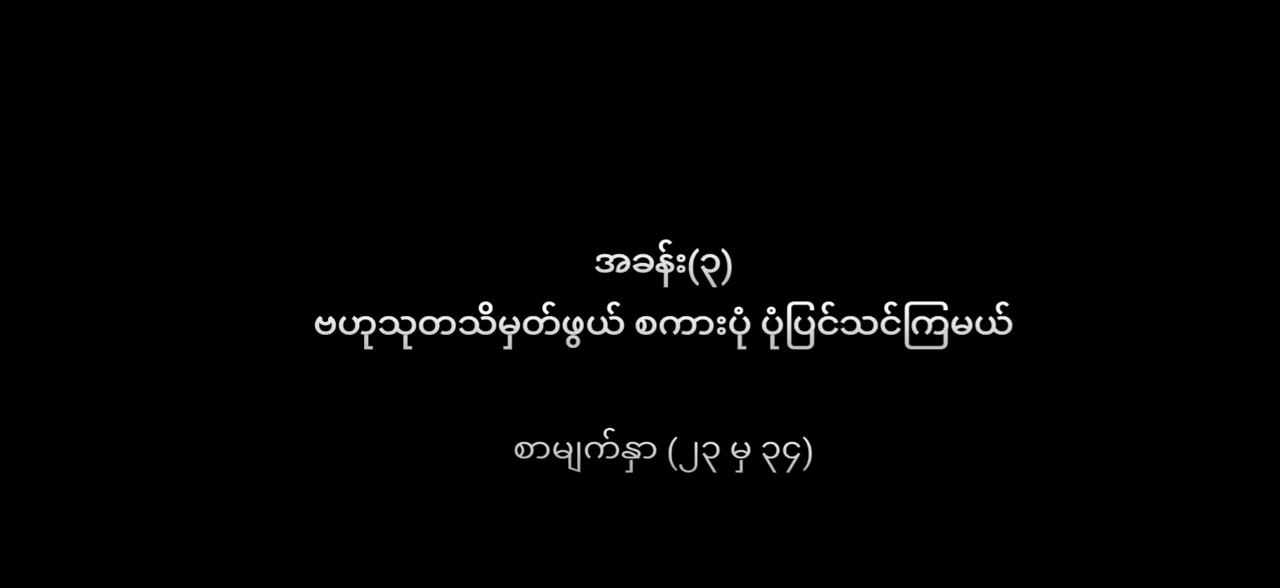 အခန်း(၃)
ဗဟုသုတသိမှတ်ဖွယ် စကားပုံ ပုံပြင်သင်ကြမယ်
စာမျက်နှာ (၂၃ မှ ၃၄)